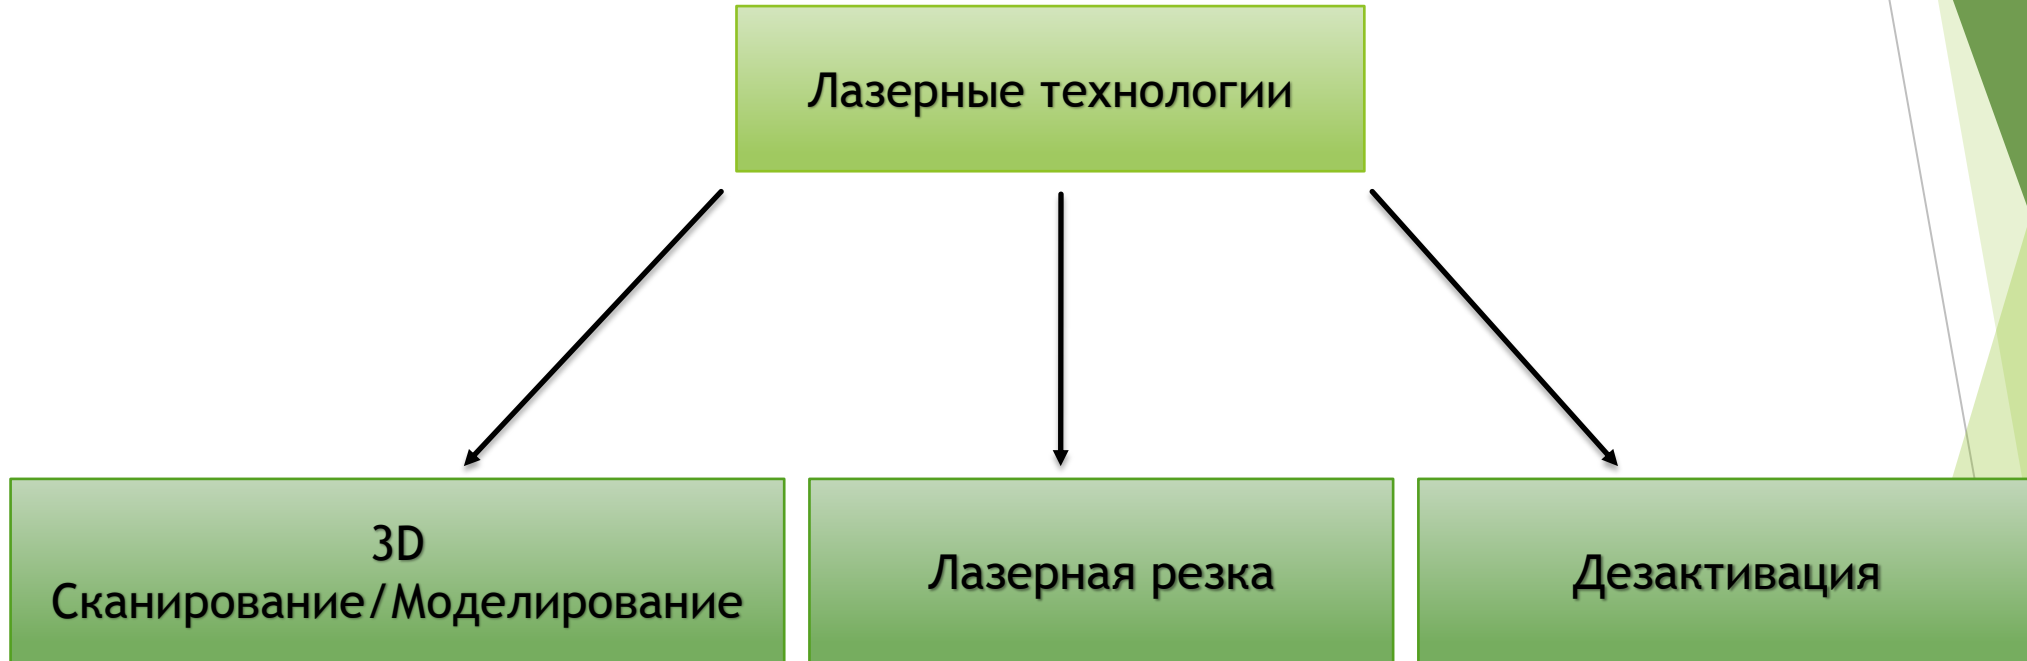 Лазерные технологии
3D
Сканирование/Моделирование
Лазерная резка
Дезактивация